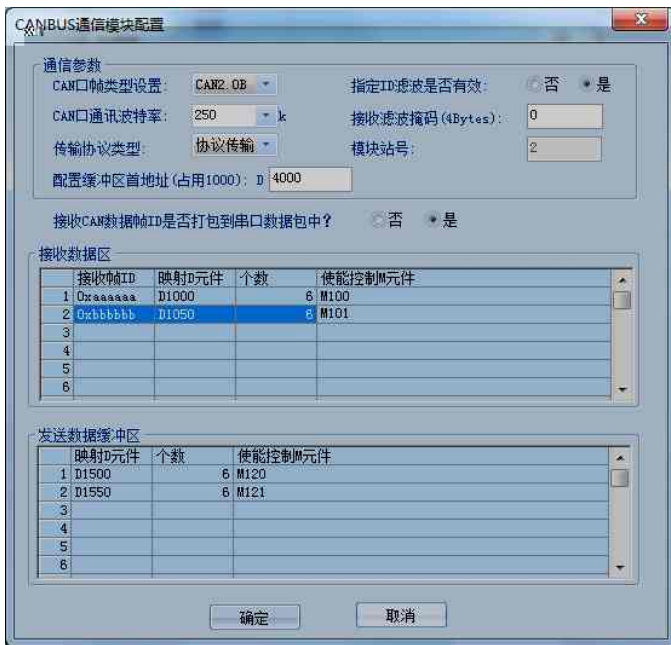 CANBUS通信模块配置
通信参数
CAN口帧类型设置: CAN2.0B 指定ID滤波是否有效: 否 是
CAN口通讯波特率: 250 k 接收滤波掩码(4Bytes): 0
传输协议类型: 协议传输 模块站号: 2
配置缓冲区首地址(占用1000): D 4000
接收CAN数据帧ID是否打包到串口数据包中? 否 是
接收数据区
接收帧ID 映射D元件 个数 使能控制M元件
1 0xaaaaaa D1000 6 M100
2 0xbbbbbb D1050 6 M101
3
4
5
6
发送数据缓冲区
映射D元件 个数 使能控制M元件
1 D1500 6 M120
2 D1550 6 M121
3
4
5
6
确定 取消